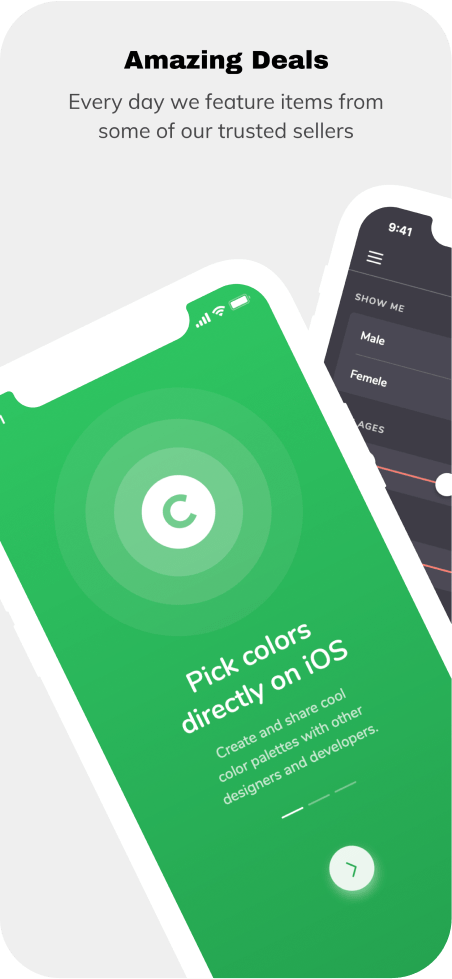 Amazing Deals
Every day we feature items from
some of our trusted sellers
9:41
SHOW ME
Male
Femele
AGES
Pick colors
directly on iOS
Create and share cool
color palettes with other
designers and developers.